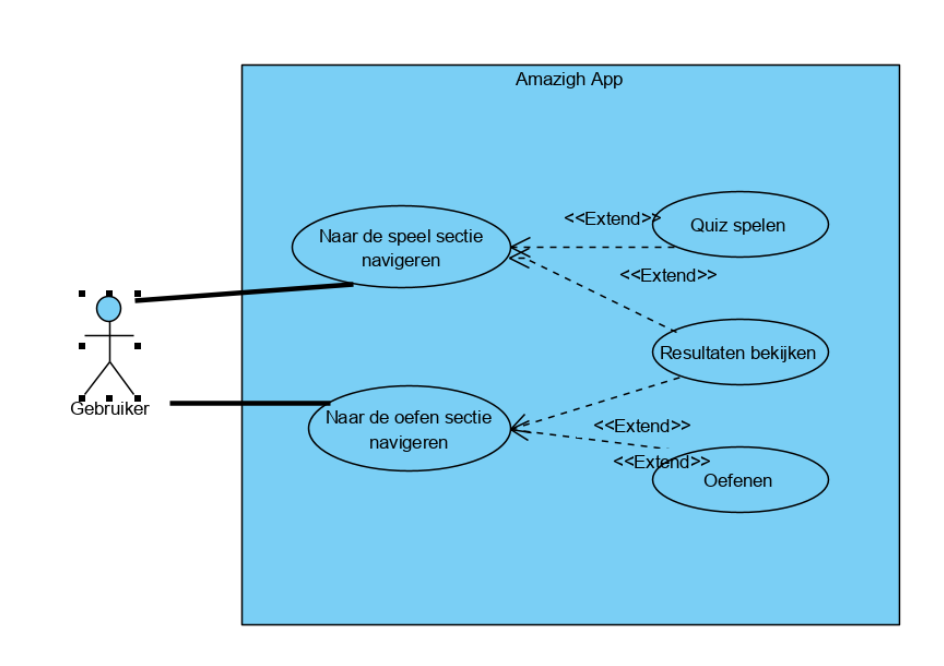 Amazigh App
Naar de speel sectie
navigeren
<<Extend>>
Quiz spelen
<<Extend>>
Resultaten bekijken
Gebruiker
Naar de oefen sectie
navigeren
<<Extend>>
<<Extend>>
Oefenen